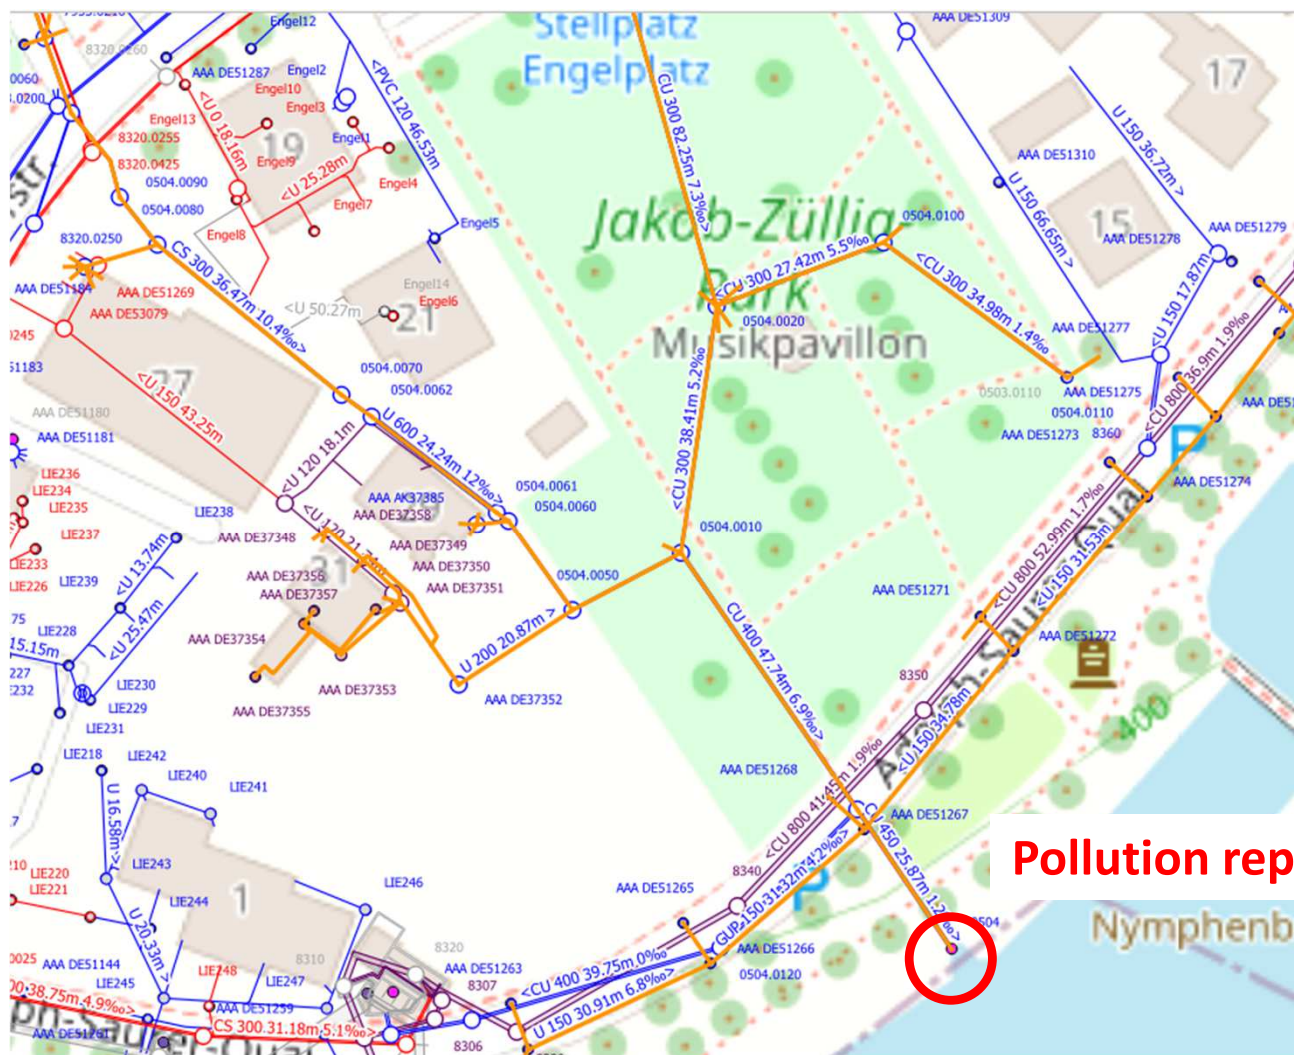 Engel12
AAA DE51309
8320.0260
Stellplatz
Engelplatz
AAA DE51287
Engel2
Engel10
Engel3
<PVC 120 46.53m
17
0060
Engel13
8320.0255
Engel1
<U 0 18.16m
19
CU 300 82.25m 7.3‰>
U 150 36.72m >
8320.0425
Engel9
AAA DE51310
0504.0090
<U 25.28m
Engel4
U 150 66.65m >
0504.0080
Engel7
Jakob-Züllig-
Park
0504.0100
15
AAA DE51279
8320.0250
Engel8
Engel5
AAA DE51278
CS 300 36.47m 10.4‰>
<CU 300 27.42m 5.5‰
<U 150 17.87m
AAA DE51184
AAA DE51269
Engel14
Engel6
<CU 300 34.98m 1.4‰
AAA DE53079
<U 50.27m
21
0504.0020
AAA DE51277
Musikpavillon
<CU 800 36.9m 1.9‰
27
0504.0070
0504.0062
<CU 300 38.41m 5.2‰
0503.0110
AAA DE51275
0504.0110
AAA DE51180
<U 150 43.25m
AAA DE51273
8360
AAA DE51181
U 600 24.24m 12‰>
P
LIE236
<U 120 18.1m
LIE234
0504.0061
AAA DE51274
LIE235
LIE238
AAA AK37385
0504.0060
AAA DE37358
LIE237
AAA DE37348
0504.0010
<CU 800 52.99m 1.7‰
AAA DE37349
LIE233
AAA DE37350
<U 150 31.53m
LIE226
LIE239
<U 13.74m
AAA DE37356
31
AAA DE37351
0504.0050
AAA DE37357
AAA DE51271
LIE228
<U 25.47m
AAA DE37354
CU 400 47.74m 6.9‰>
AAA DE51272
U 200 20.87m >
LIE230
AAA DE37353
8350
LIE229
AAA DE37352
LIE231
AAA DE37355
400
<U 150 34.78m
LIE218
LIE242
LIE240
AAA DE51268
LIE241
<CU 800 41.45m 1.9‰
U 16.58m>
AAA DE51267
Pollution rep
LIE243
LIE220
LIE246
8340
P
LIE221
1
LIE244
AAA DE51265
U 20.33m >
0504
Nymphenb
8320
AAA DE51266
AAA DE51144
8310
AAA DE51263
0504.0120
LIE248
LIE245
LIE247
8307
<CU 400 39.75m 0‰
AAA DE51259
U 150 30.91m 6.8‰>
CS 300 31.18m 5.1‰>
8306